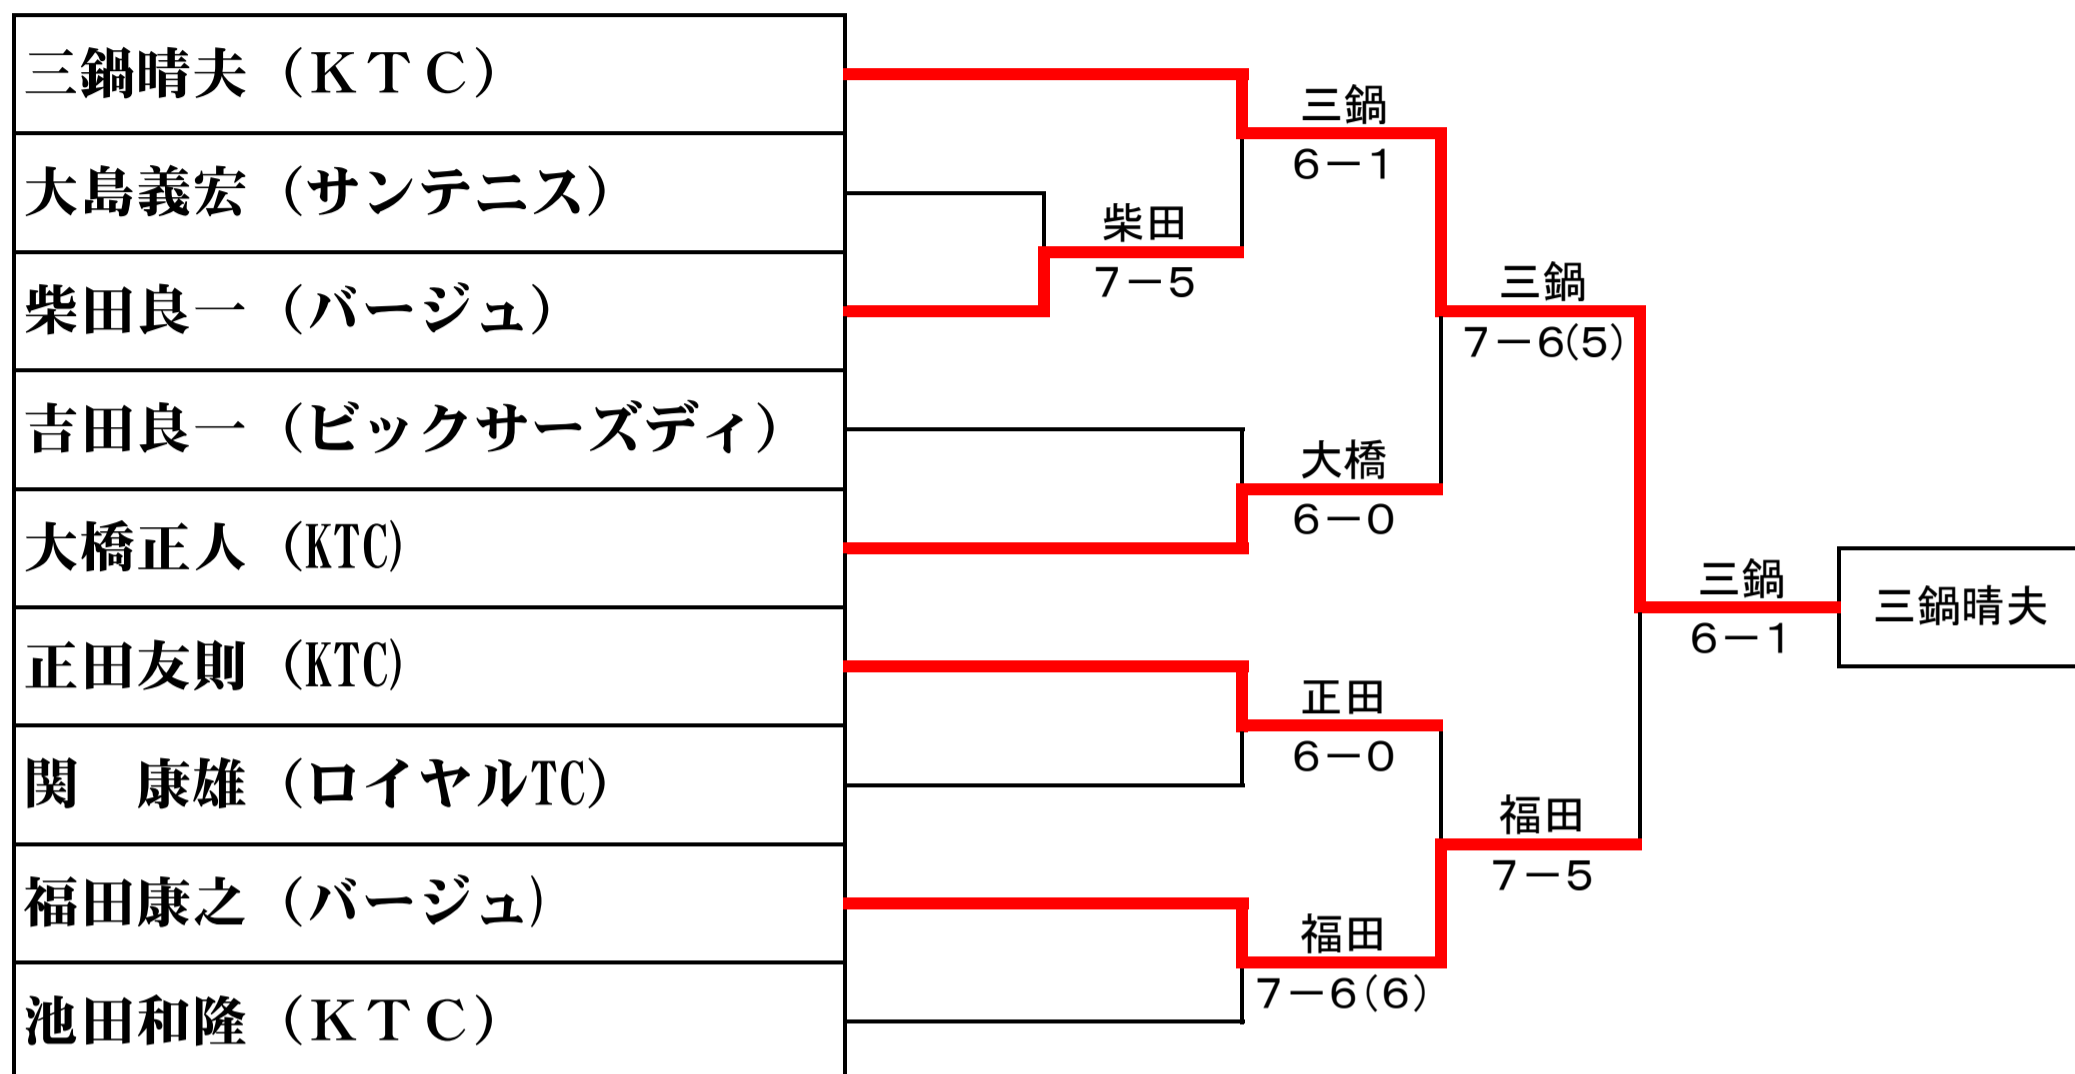 三鍋晴夫（ＫＴＣ）
大島義宏（サンテニス）
柴田良一（バージュ）
吉田良一（ビックサーズディ）
大橋正人（KTC）
正田友則（KTC）
関　康雄（ロイヤルTC）
福田康之（バージュ）
池田和隆（ＫＴＣ）
柴田
７－５
三鍋
６－１
大橋
６－０
正田
６－０
福田
７－６（６）
三鍋
７－６（５）
福田
７－５
三鍋
６－１
三鍋晴夫